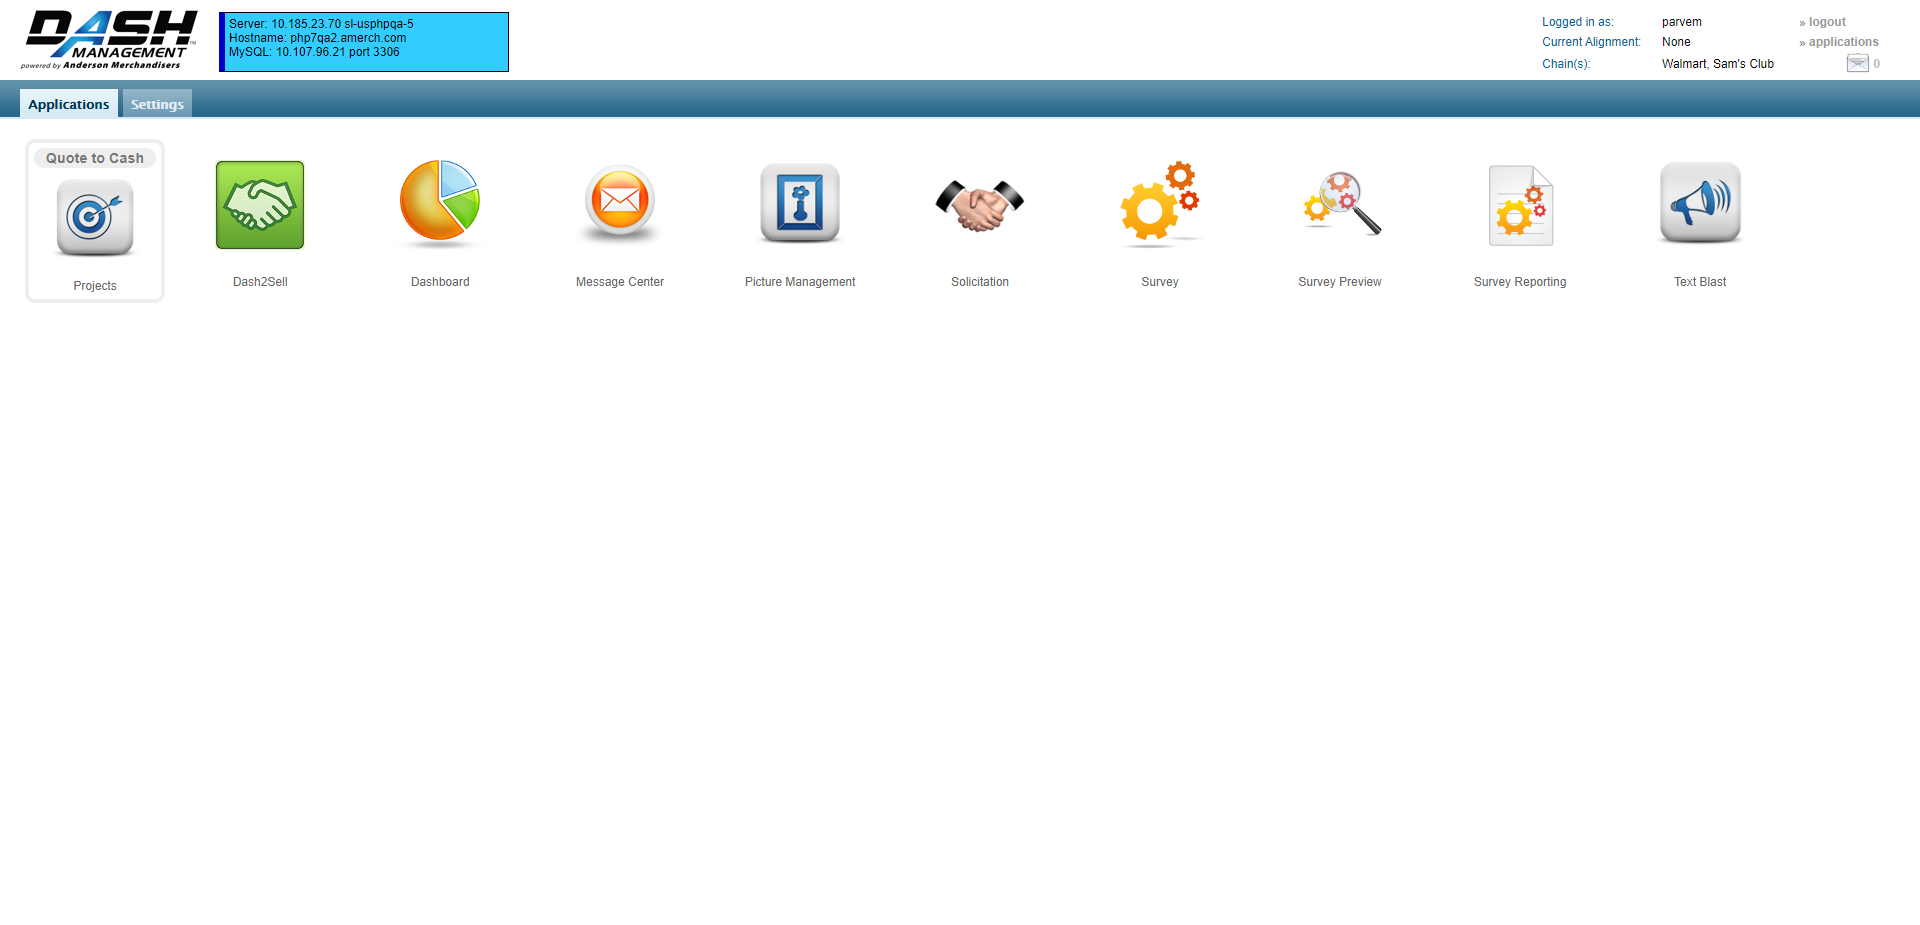 DASH
MANAGEMENT™
powered by Anderson Merchandisers
Server: 10.185.23.70 sl-usphpqa-5
Hostname: php7qa2.amerch.com
MySQL: 10.107.96.21 port 3306
Logged in as: parvem » logout
Current Alignment: None » applications
Chain(s): Walmart, Sam's Club 0
Applications Settings
Quote to Cash
Projects
Dash2Sell
Dashboard
Message Center
Picture Management
Solicitation
Survey
Survey Preview
Survey Reporting
Text Blast